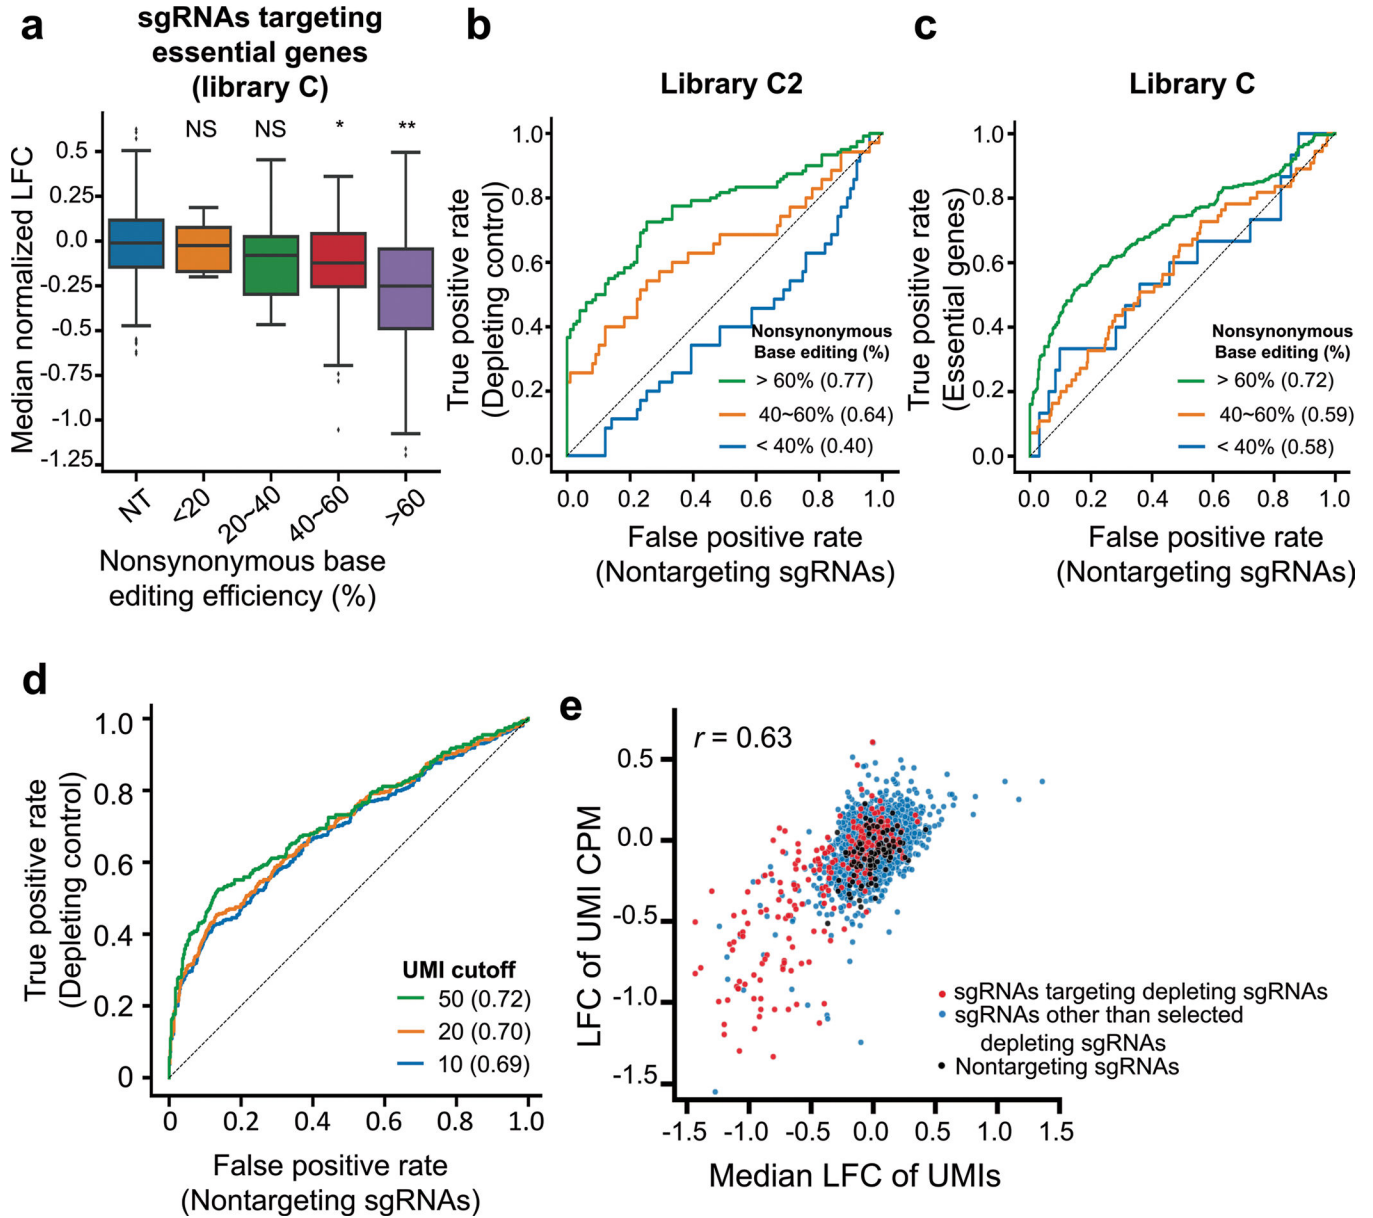 a
sgRNAs targeting
essential genes
(library C)
NS
NS
*
**
Median normalized LFC
0.5
0.25
0.0
-0.25
-0.5
-0.75
-1.0
-1.25
NT
<20
20~40
40~60
>60
Nonsynonymous base
editing efficiency (%)
b
Library C2
True positive rate
(Depleting control)
1.0
0.8
0.6
0.4
0.2
0.0
Nonsynonymous
Base editing (%)
> 60% (0.77)
40~60% (0.64)
< 40% (0.40)
0.0
0.2
0.4
0.6
0.8
1.0
False positive rate
(Nontargeting sgRNAs)
c
Library C
True positive rate
(Essential genes)
1.0
0.8
0.6
0.4
0.2
0.0
Nonsynonymous
Base editing (%)
> 60% (0.72)
40~60% (0.59)
< 40% (0.58)
0.0
0.2
0.4
0.6
0.8
1.0
False positive rate
(Nontargeting sgRNAs)
d
True positive rate
(Depleting control)
1.0
0.8
0.6
0.4
0.2
0
UMI cutoff
50 (0.72)
20 (0.70)
10 (0.69)
0
0.2
0.4
0.6
0.8
1.0
False positive rate
(Nontargeting sgRNAs)
e
r = 0.63
LFC of UMI CPM
0.5
0.0
-0.5
-1.0
-1.5
sgRNAs targeting depleting sgRNAs
sgRNAs other than selected
depleting sgRNAs
Nontargeting sgRNAs
-1.5
-1.0
-0.5
0.0
0.5
1.0
1.5
Median LFC of UMIs